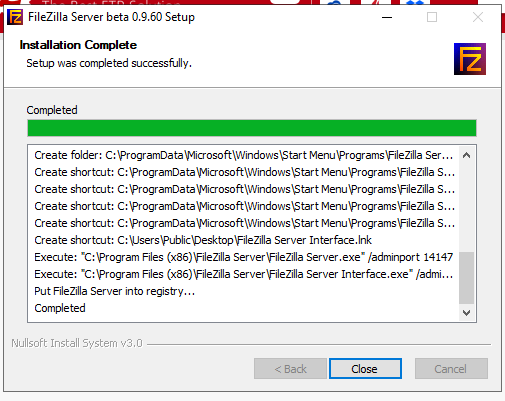 The Best FTP Solution
FileZilla Server beta 0.9.60 Setup
Installation Complete
Setup was completed successfully.
Completed
Create folder: C:\ProgramData\Microsoft\Windows\Start Menu\Programs\FileZilla Ser...
Create shortcut: C:\ProgramData\Microsoft\Windows\Start Menu\Programs\FileZilla S...
Create shortcut: C:\ProgramData\Microsoft\Windows\Start Menu\Programs\FileZilla S...
Create shortcut: C:\ProgramData\Microsoft\Windows\Start Menu\Programs\FileZilla S...
Create shortcut: C:\ProgramData\Microsoft\Windows\Start Menu\Programs\FileZilla S...
Create shortcut: C:\Users\Public\Desktop\FileZilla Server Interface.lnk
Execute: "C:\Program Files (x86)\FileZilla Server\FileZilla Server.exe" /adminport 14147
Execute: "C:\Program Files (x86)\FileZilla Server\FileZilla Server Interface.exe" /admi...
Put FileZilla Server into registry...
Completed
Nullsoft Install System v3.0
< Back
Close
Cancel